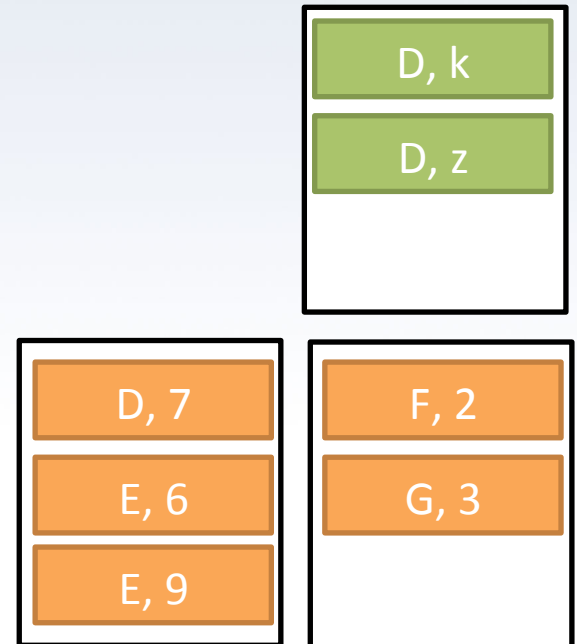 D, k
D, z
D, 7
E, 6
E, 9
F, 2
G, 3